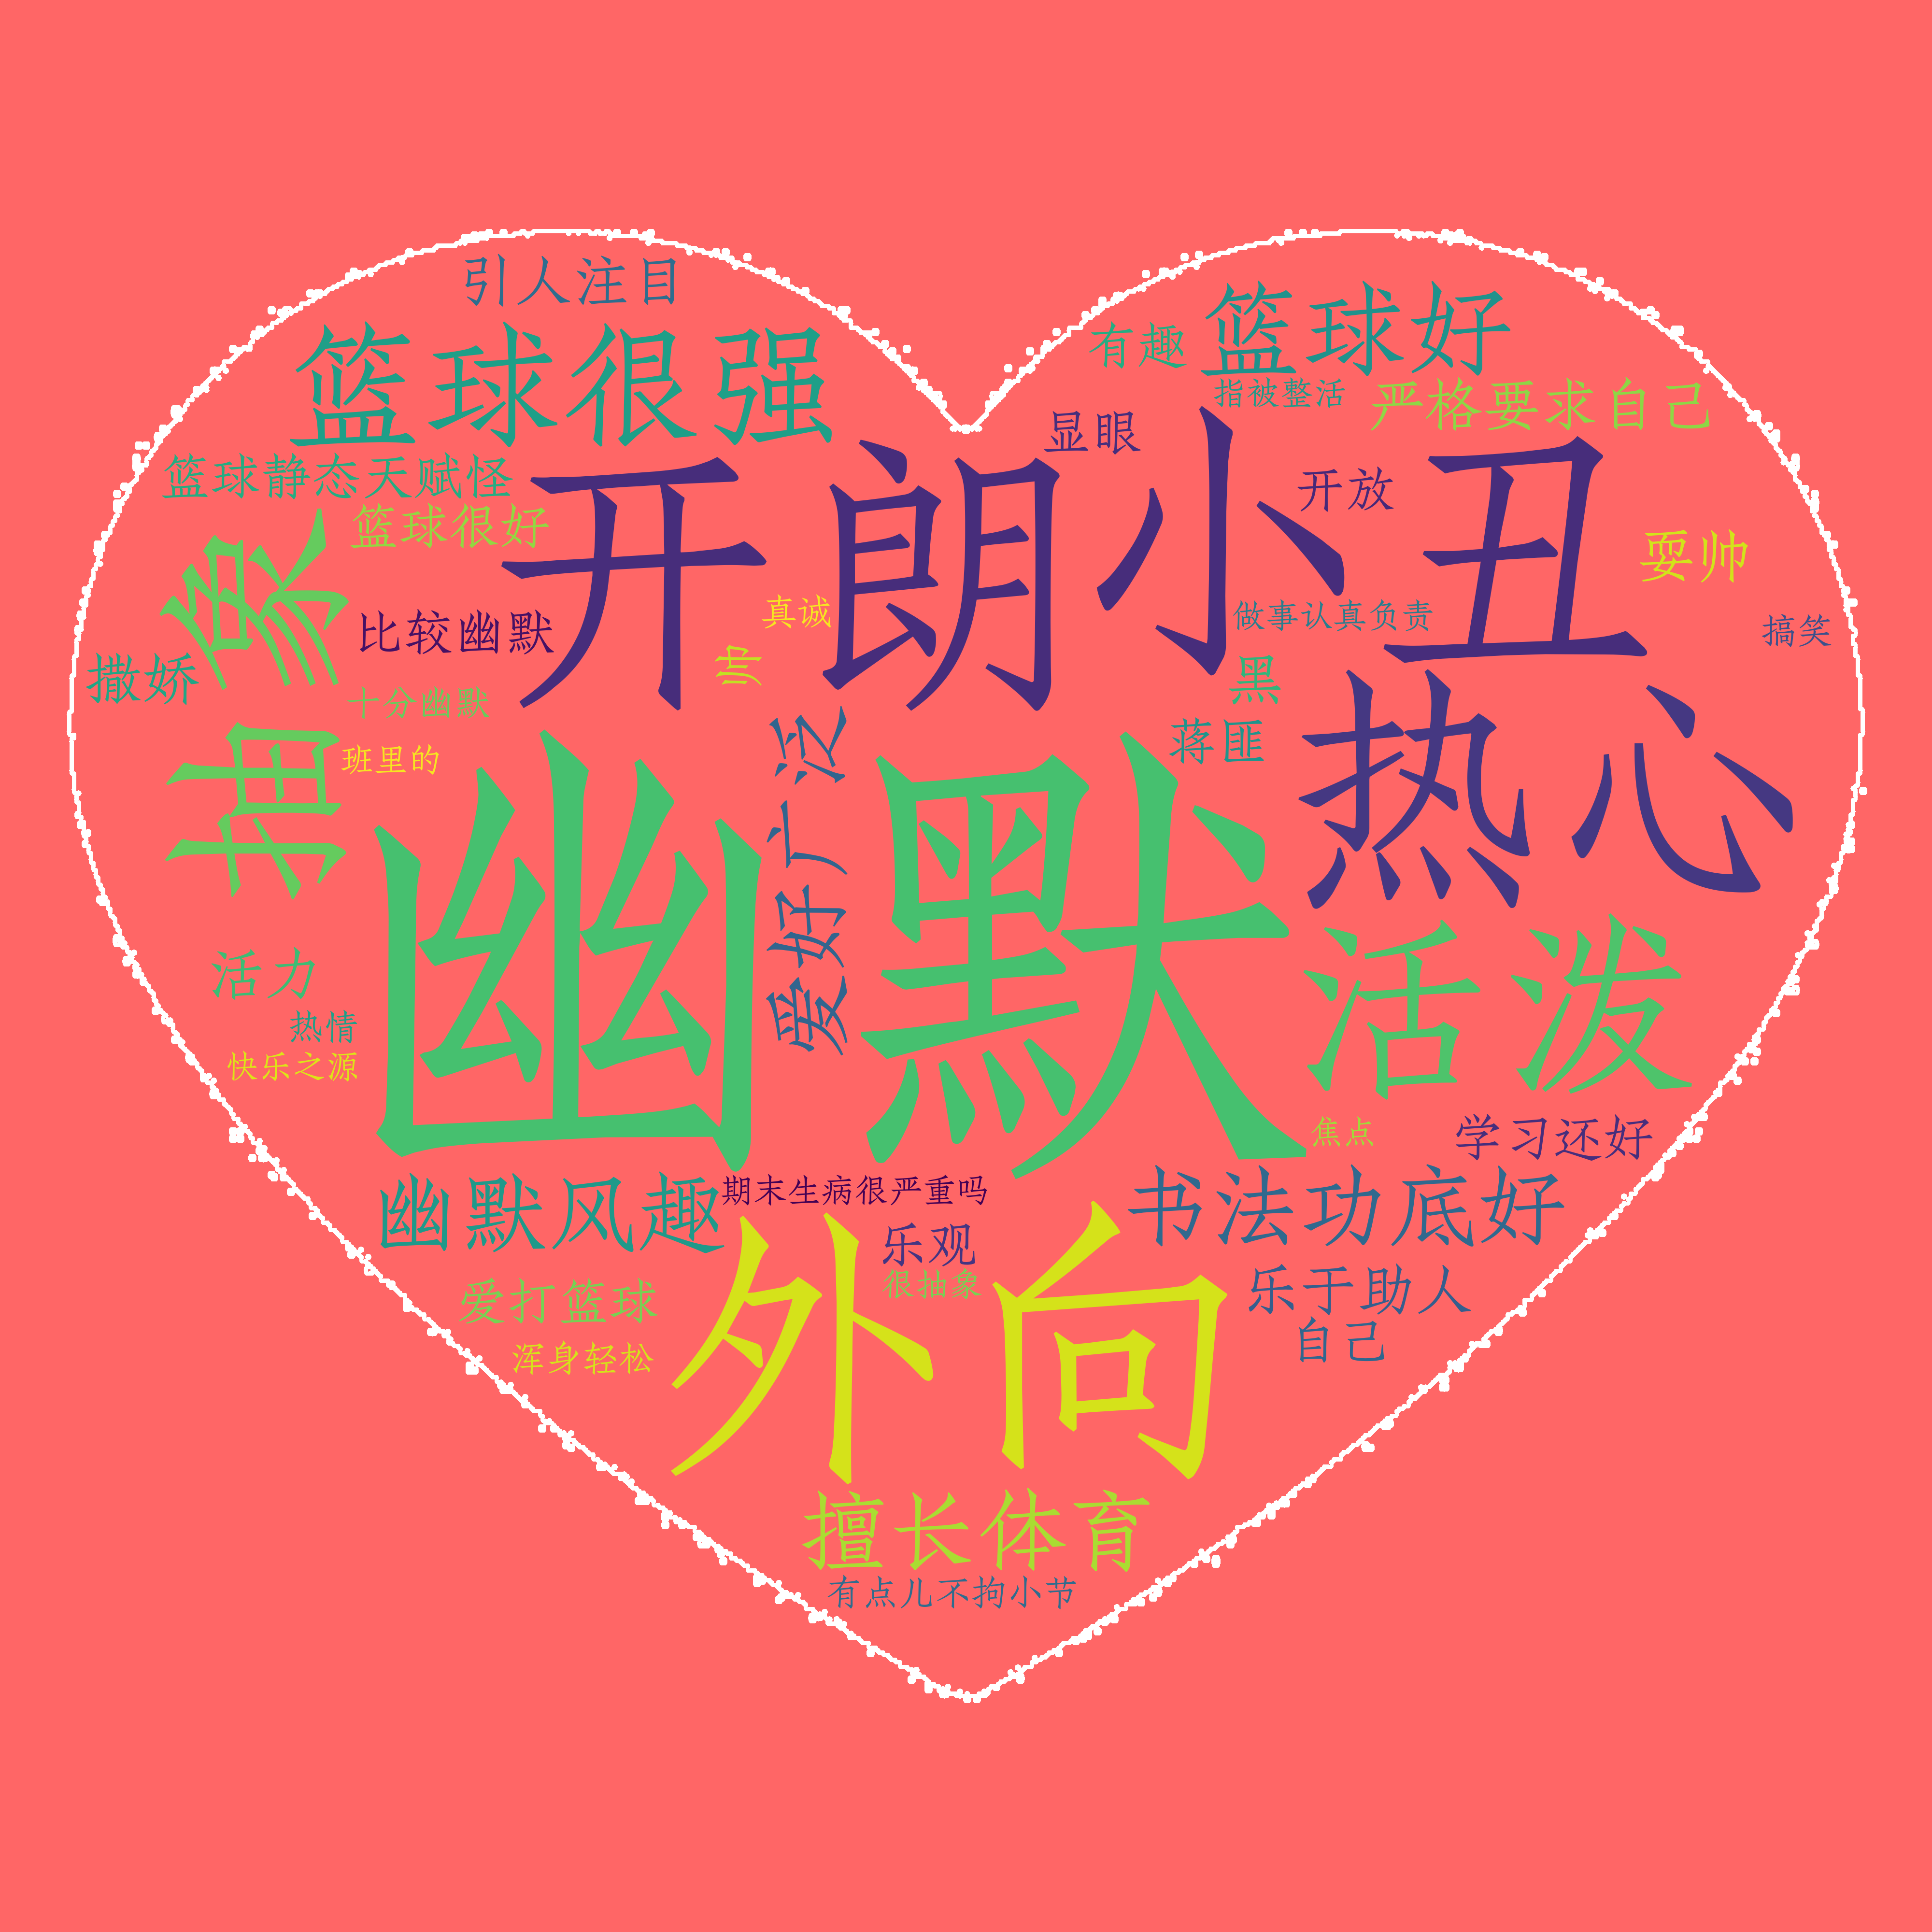 引人注目
篮球很强
有趣
篮球好
指被整活
严格要求自己
显眼
篮球静态天赋怪
篮球很好
开朗
小丑
开放
耍帅
比较幽默
真诚
做事认真负责
搞笑
撒娇
帅
黑
十分幽默
蒋匪
热心
班里的
幽默
爱好广泛
活泼
活力
热情
快乐之源
焦点
学习还好
幽默风趣
期末生病很严重吗
书法功底好
乐观
外向
很抽象
爱打篮球
乐于助人
自己
浑身轻松
擅长体育
有点儿不拘小节